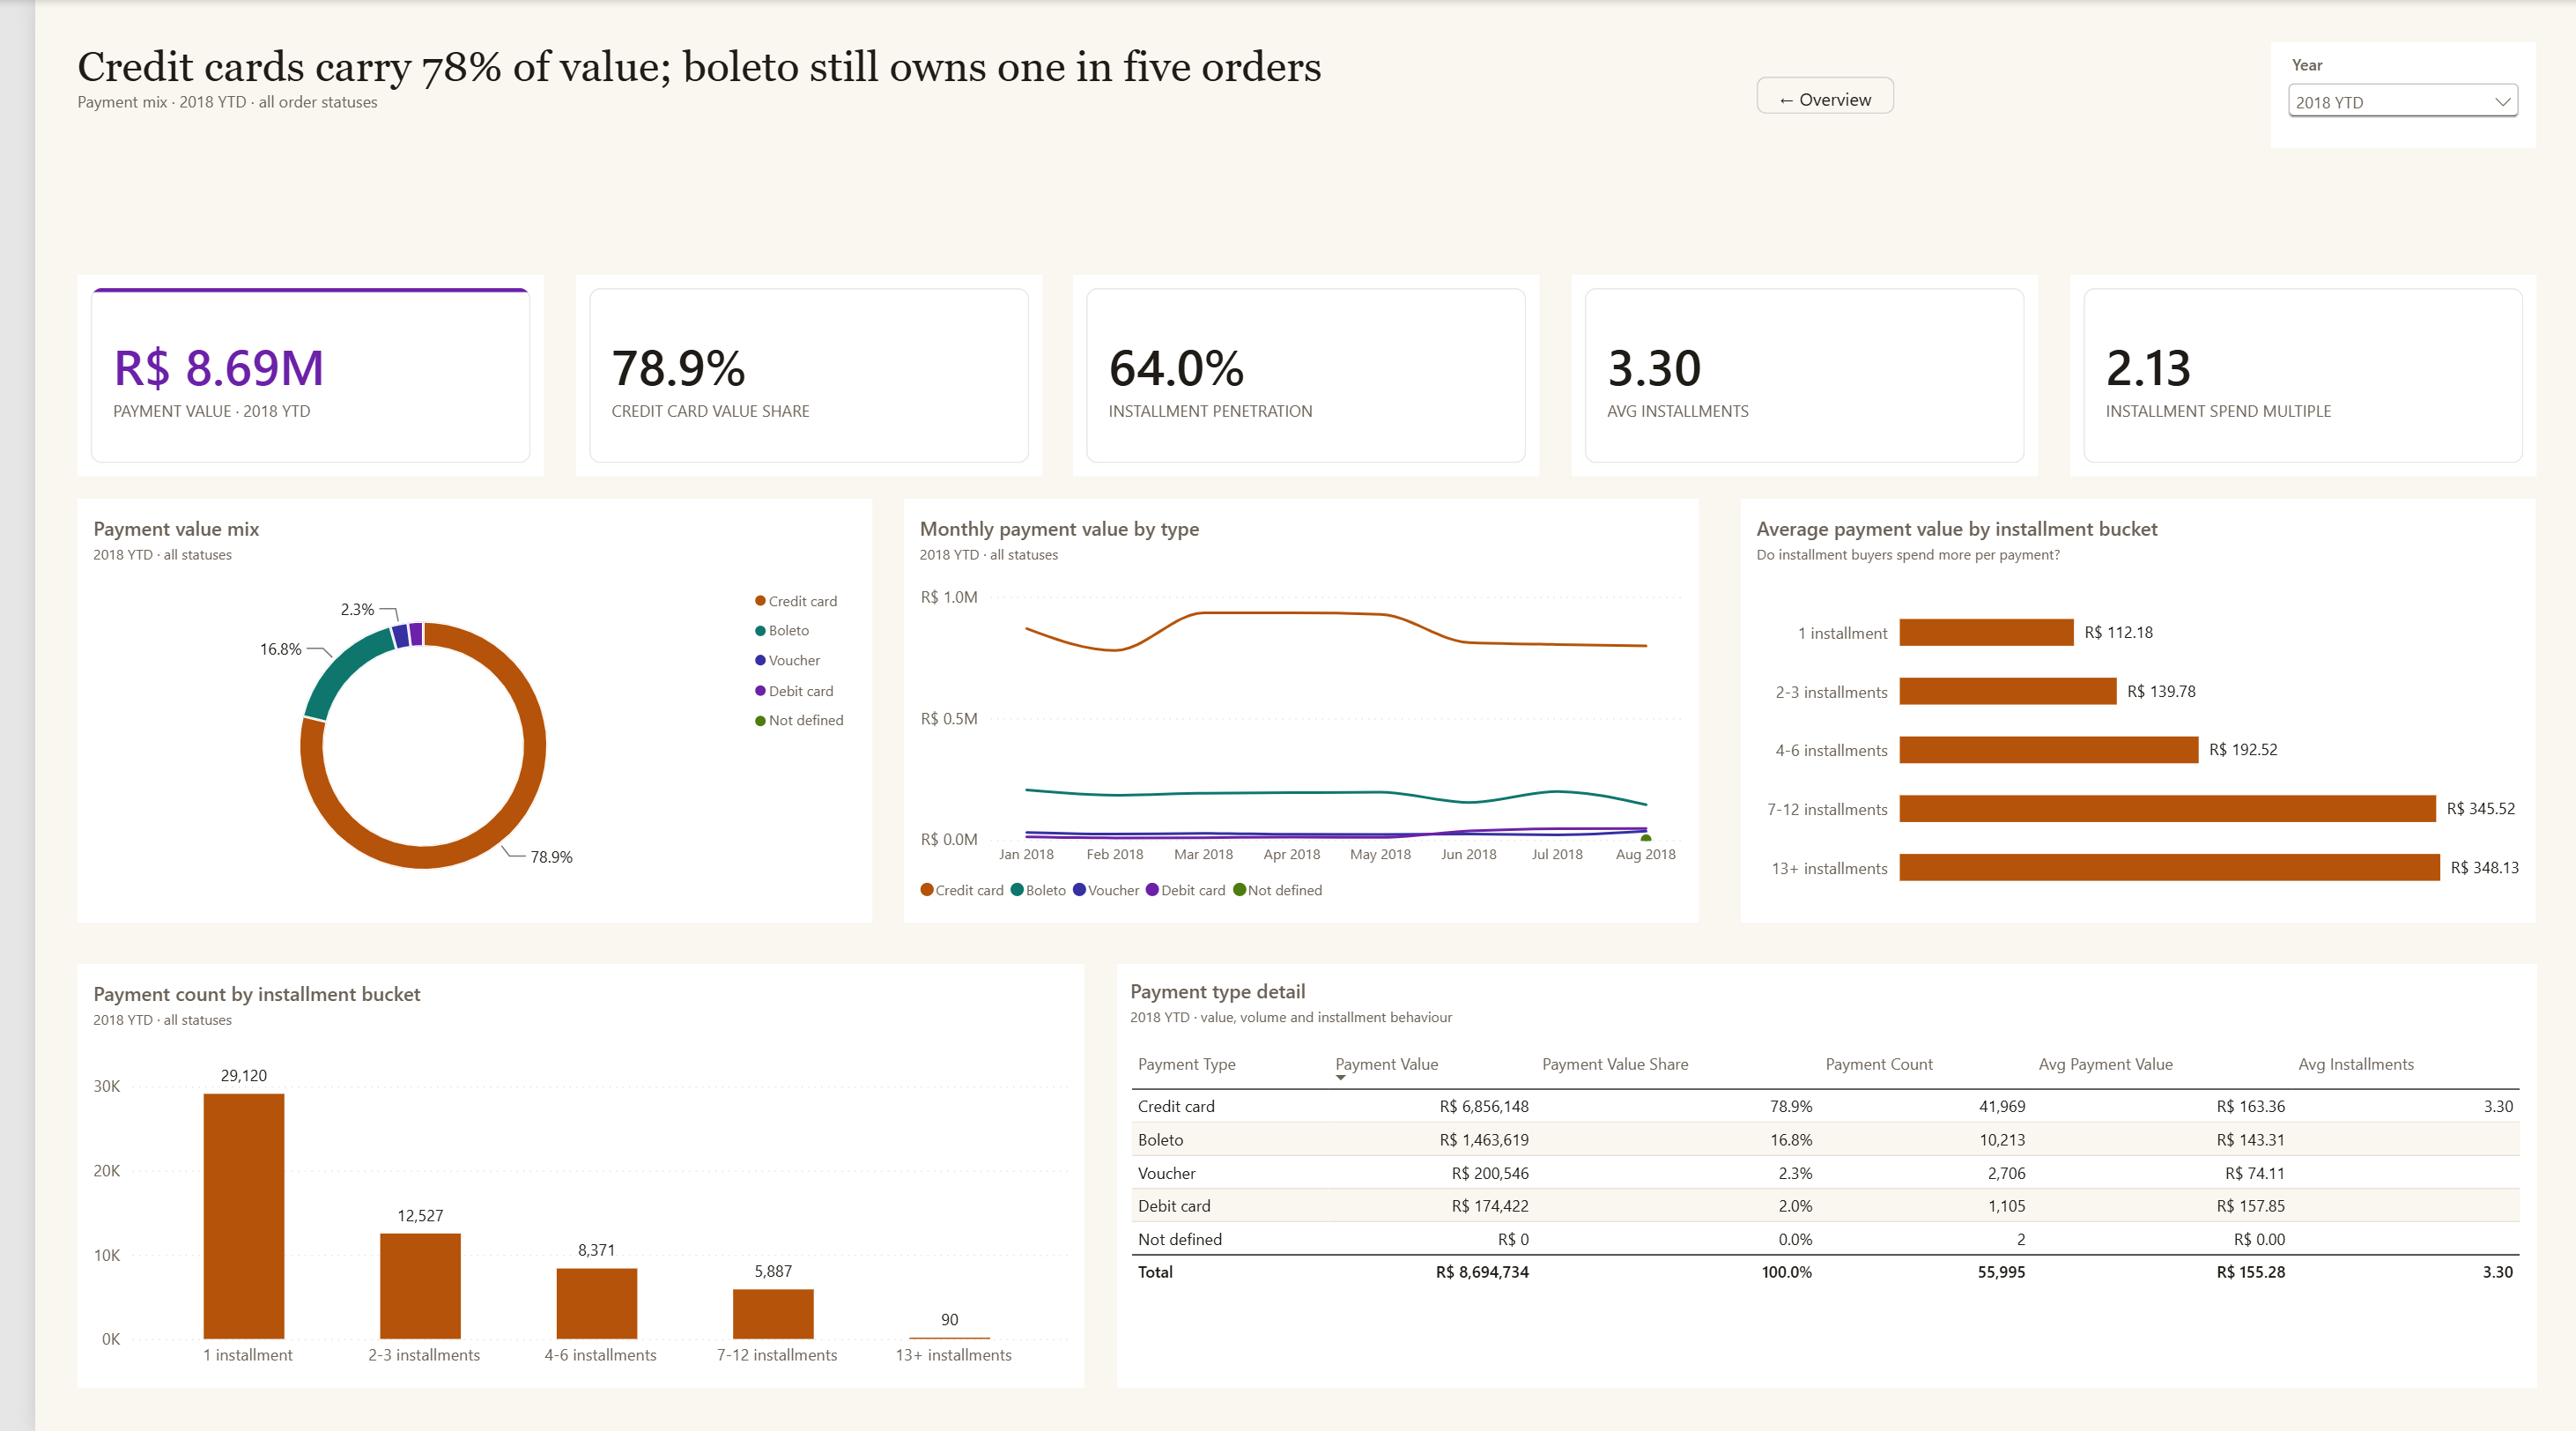 Credit cards carry 78% of value; boleto still owns one in five orders
Payment mix · 2018 YTD · all order statuses
← Overview
Year
2018 YTD
R$ 8.69M
PAYMENT VALUE · 2018 YTD
78.9%
CREDIT CARD VALUE SHARE
64.0%
INSTALLMENT PENETRATION
3.30
AVG INSTALLMENTS
2.13
INSTALLMENT SPEND MULTIPLE
Payment value mix
2018 YTD · all statuses
2.3%
16.8%
78.9%
Credit card
Boleto
Voucher
Debit card
Not defined
Monthly payment value by type
2018 YTD · all statuses
R$ 1.0M
R$ 0.5M
R$ 0.0M
Jan 2018 Feb 2018 Mar 2018 Apr 2018 May 2018 Jun 2018 Jul 2018 Aug 2018
Credit card Boleto Voucher Debit card Not defined
Average payment value by installment bucket
Do installment buyers spend more per payment?
1 installment R$ 112.18
2-3 installments R$ 139.78
4-6 installments R$ 192.52
7-12 installments R$ 345.52
13+ installments R$ 348.13
Payment count by installment bucket
2018 YTD · all statuses
30K
20K
10K
0K
29,120
12,527
8,371
5,887
90
1 installment 2-3 installments 4-6 installments 7-12 installments 13+ installments
Payment type detail
2018 YTD · value, volume and installment behaviour
Payment Type Payment Value Payment Value Share Payment Count Avg Payment Value Avg Installments
Credit card R$ 6,856,148 78.9% 41,969 R$ 163.36 3.30
Boleto R$ 1,463,619 16.8% 10,213 R$ 143.31
Voucher R$ 200,546 2.3% 2,706 R$ 74.11
Debit card R$ 174,422 2.0% 1,105 R$ 157.85
Not defined R$ 0 0.0% 2 R$ 0.00
Total R$ 8,694,734 100.0% 55,995 R$ 155.28 3.30